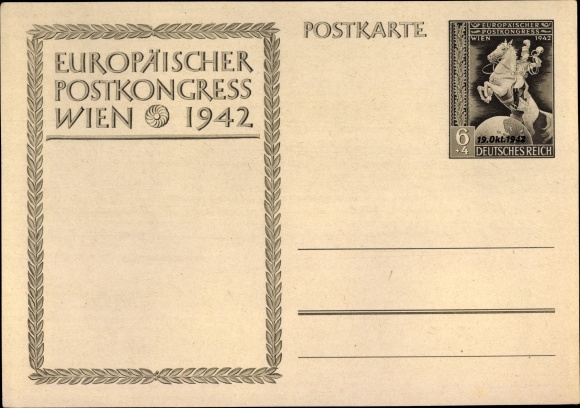 EUROPÄISCHER
POSTKONGRESS
WIEN 1942
POSTKARTE
EUROPÄISCHER
POSTKONGRESS
WIEN 1942
6
+4
19.Okt.1942
DEUTSCHES REICH